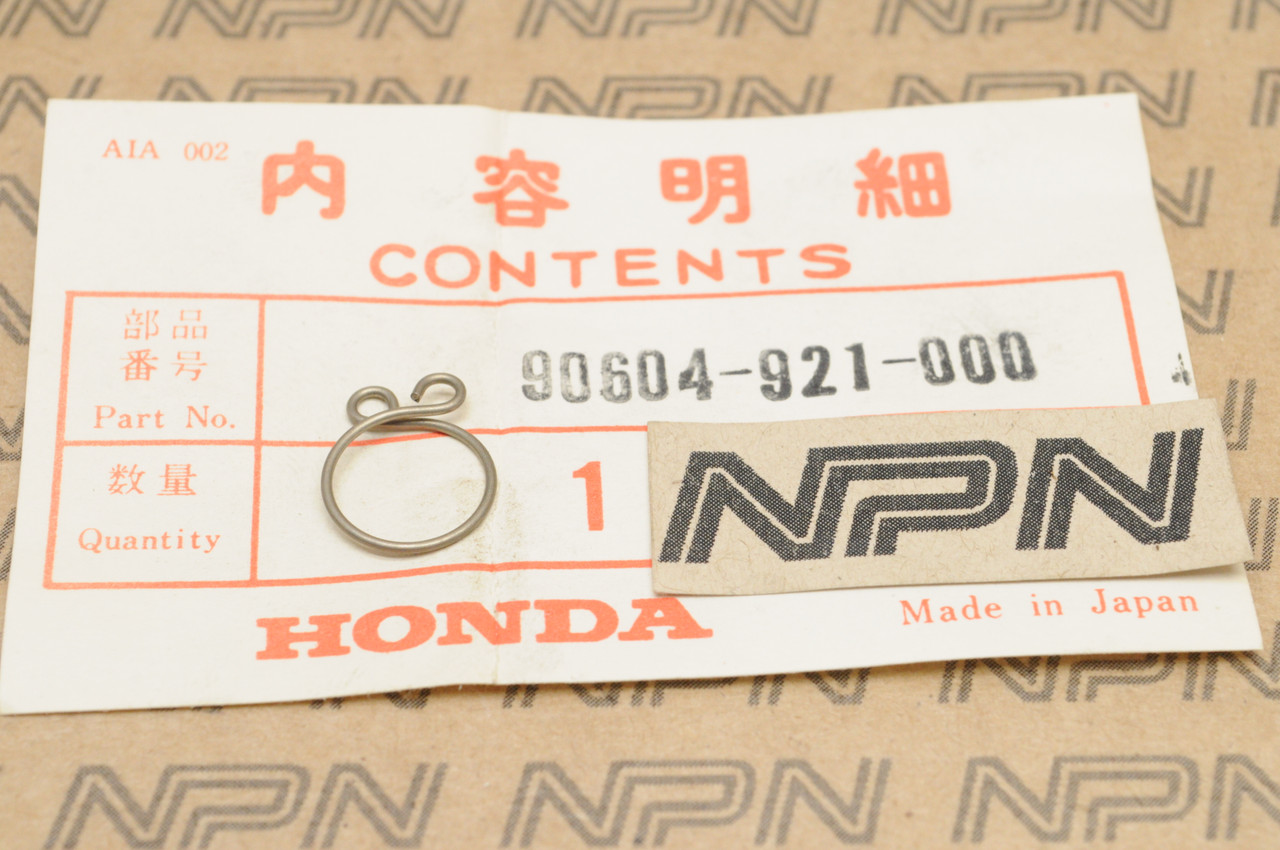 AIA 002
内容明細
CONTENTS
部品
番号
Part No.
90604-921-000
数量
Quantity
1
NPN
HONDA
Made in Japan